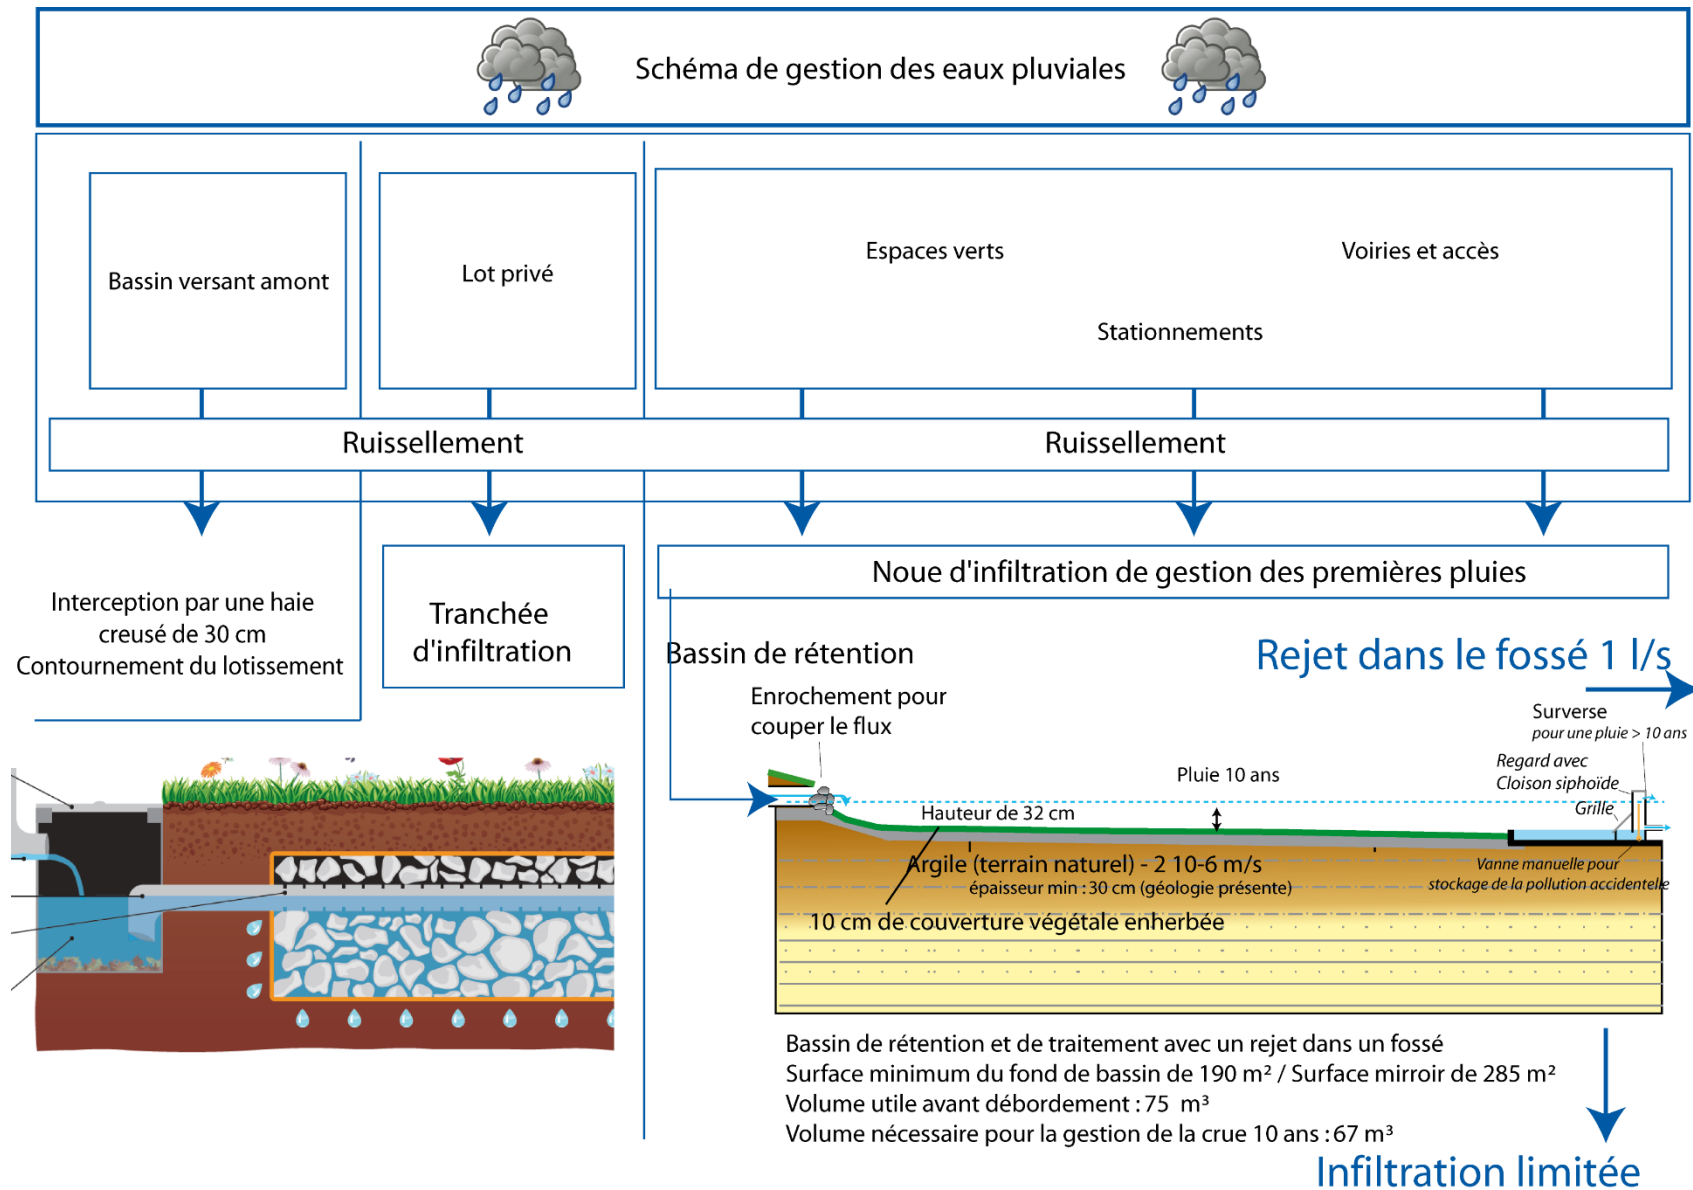 Schéma de gestion des eaux pluviales
Bassin versant amont
Lot privé
Espaces verts
Voiries et accès
Stationnements
Ruissellement
Ruissellement
Interception par une haie
creusé de 30 cm
Contournement du lotissement
Tranchée
d'infiltration
Noue d'infiltration de gestion des premières pluies
Bassin de rétention
Rejet dans le fossé 1 l/s
Enrochement pour
couper le flux
Surverse
pour une pluie > 10 ans
Regard avec
Cloison siphoïde
Grille
Pluie 10 ans
Hauteur de 32 cm
Argile (terrain naturel) - 2 10-6 m/s
épaisseur min : 30 cm (géologie présente)
Vanne manuelle pour
stockage de la pollution accidentelle
10 cm de couverture végétale enherbée
Bassin de rétention et de traitement avec un rejet dans un fossé
Surface minimum du fond de bassin de 190 m² / Surface mirroir de 285 m²
Volume utile avant débordement : 75 m³
Volume nécessaire pour la gestion de la crue 10 ans : 67 m³
Infiltration limitée